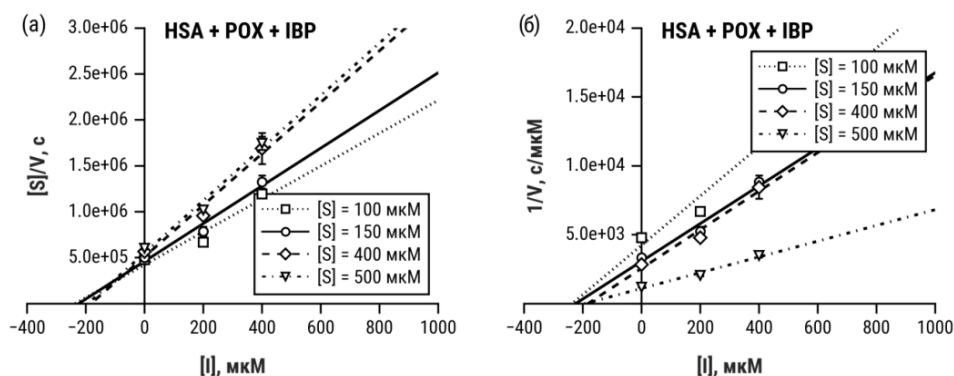 (а)
HSA + POX + IBP
3.0e+06
2.5e+06
2.0e+06
1.5e+06
1.0e+06
5.0e+05
[S]/V, с
[S] = 100 мкМ
[S] = 150 мкМ
[S] = 400 мкМ
[S] = 500 мкМ
−400 −200 0 200 400 600 800 1000
[I], мкМ
(б)
HSA + POX + IBP
2.0e+04
1.5e+04
1.0e+04
5.0e+03
1/V, с/мкМ
[S] = 100 мкМ
[S] = 150 мкМ
[S] = 400 мкМ
[S] = 500 мкМ
−400 −200 0 200 400 600 800 1000
[I], мкМ